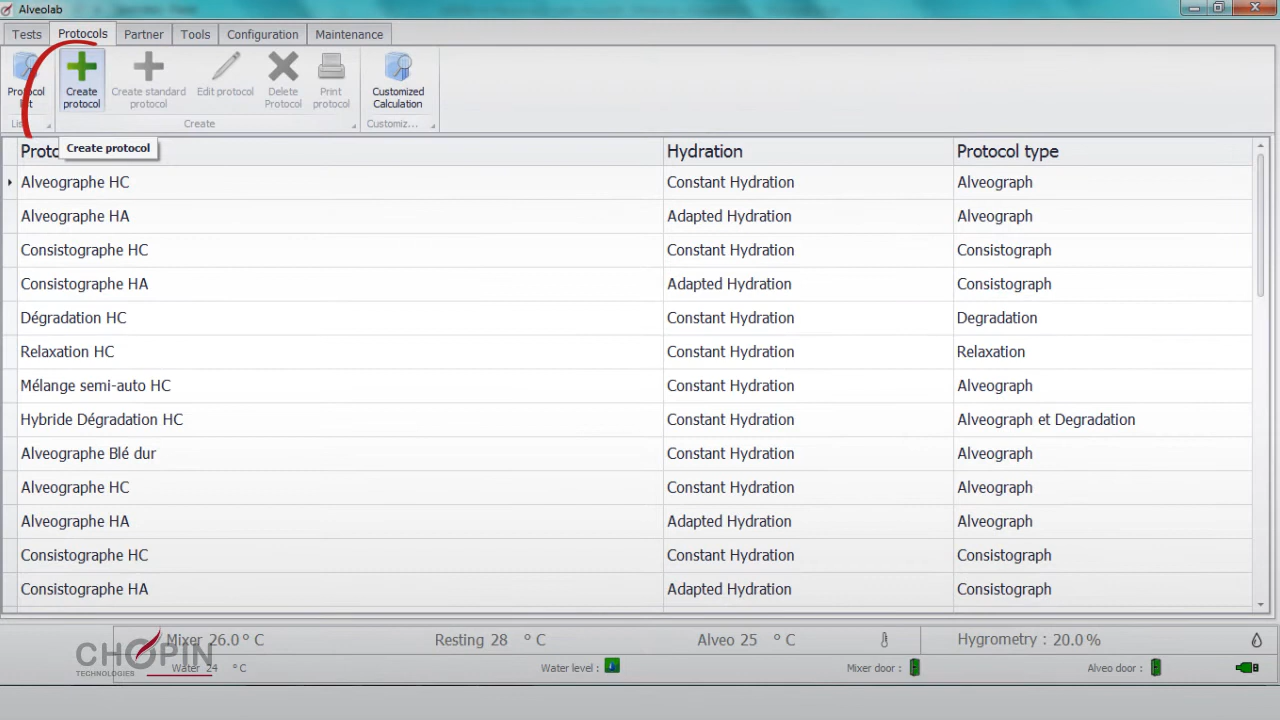 Alveolab
Tests Protocols Partner Tools Configuration Maintenance
Protocol Create protocol Create standard protocol Edit protocol Delete Protocol Print protocol Customized Calculation
Create Customiz...
Create protocol
Hydration Protocol type
Alveographe HC Constant Hydration Alveograph
Alveographe HA Adapted Hydration Alveograph
Consistographe HC Constant Hydration Consistograph
Consistographe HA Adapted Hydration Consistograph
Dégradation HC Constant Hydration Degradation
Relaxation HC Constant Hydration Relaxation
Mélange semi-auto HC Constant Hydration Alveograph
Hybride Dégradation HC Constant Hydration Alveograph et Degradation
Alveographe Blé dur Constant Hydration Alveograph
Alveographe HC Constant Hydration Alveograph
Alveographe HA Adapted Hydration Alveograph
Consistographe HC Constant Hydration Consistograph
Consistographe HA Adapted Hydration Consistograph
Mixer 26.0 ° C Resting 28 ° C Alveo 25 ° C Hygrometry : 20.0 %
CHOPIN
TECHNOLOGIES
Water 24 ° C Water level : Mixer door : Alveo door :